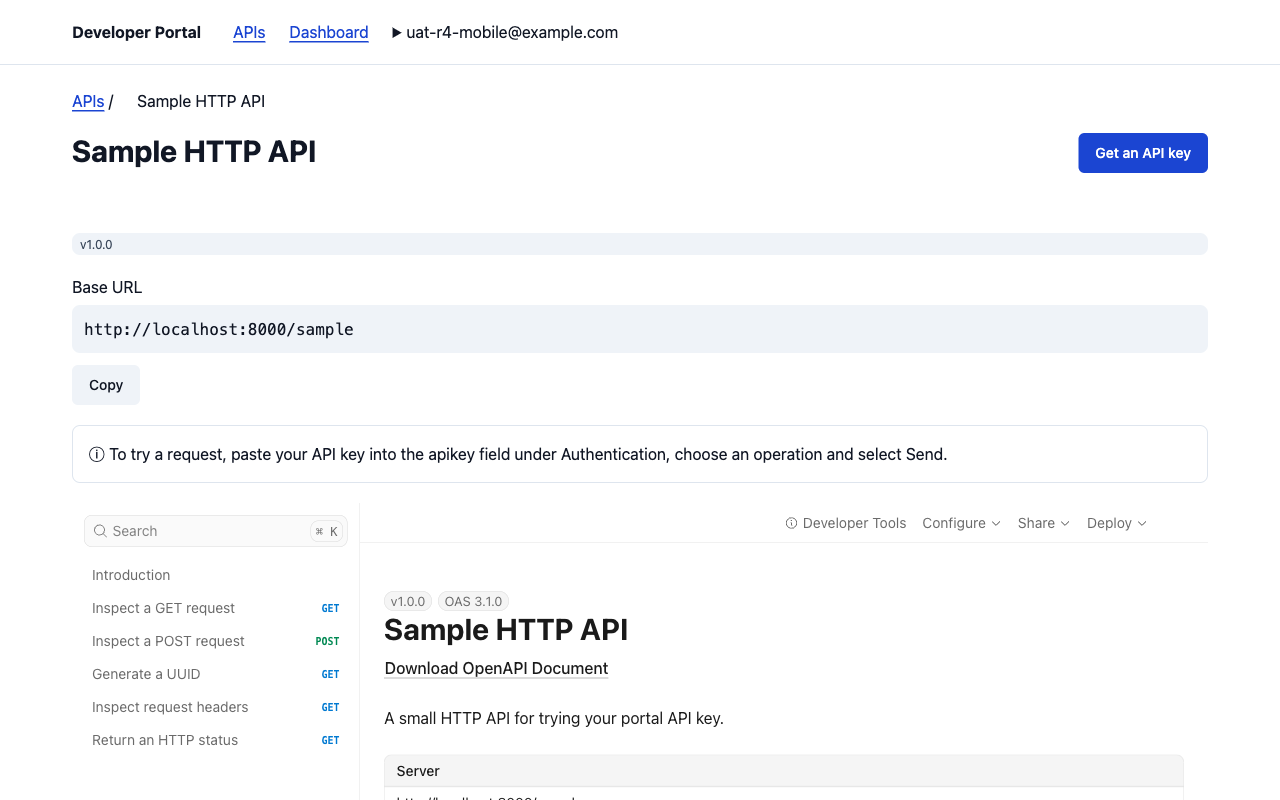 Developer Portal APIs Dashboard ▶ uat-r4-mobile@example.com
APIs / Sample HTTP API
Sample HTTP API
Get an API key
v1.0.0
Base URL
http://localhost:8000/sample
Copy
ⓘ To try a request, paste your API key into the apikey field under Authentication, choose an operation and select Send.
Search ⌘ K
Developer Tools Configure Share Deploy
Introduction
Inspect a GET request GET
Inspect a POST request POST
Generate a UUID GET
Inspect request headers GET
Return an HTTP status GET
v1.0.0 OAS 3.1.0
Sample HTTP API
Download OpenAPI Document
A small HTTP API for trying your portal API key.
Server